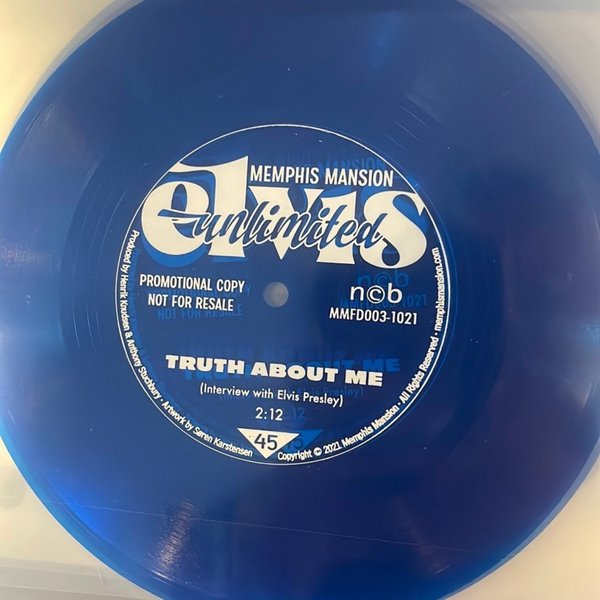 MEMPHIS MANSION
elvis
unlimited
PROMOTIONAL COPY
NOT FOR RESALE
n©b
MMFD003-1021
TRUTH ABOUT ME
(Interview with Elvis Presley)
2:12
45
Produced by Henrik Knudsen & Anthony Stuchbury • Artwork by Søren Karstensen
Copyright © 2021 Memphis Mansion • All Rights Reserved • memphismansion.com